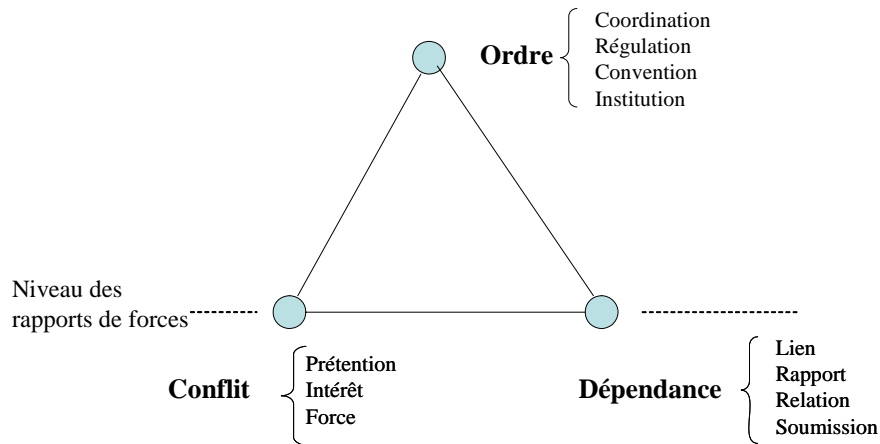 Ordre
Coordination
Régulation
Convention
Institution
Niveau des
rapports de forces
Conflit
Prétention
Intérêt
Force
Dépendance
Lien
Rapport
Relation
Soumission